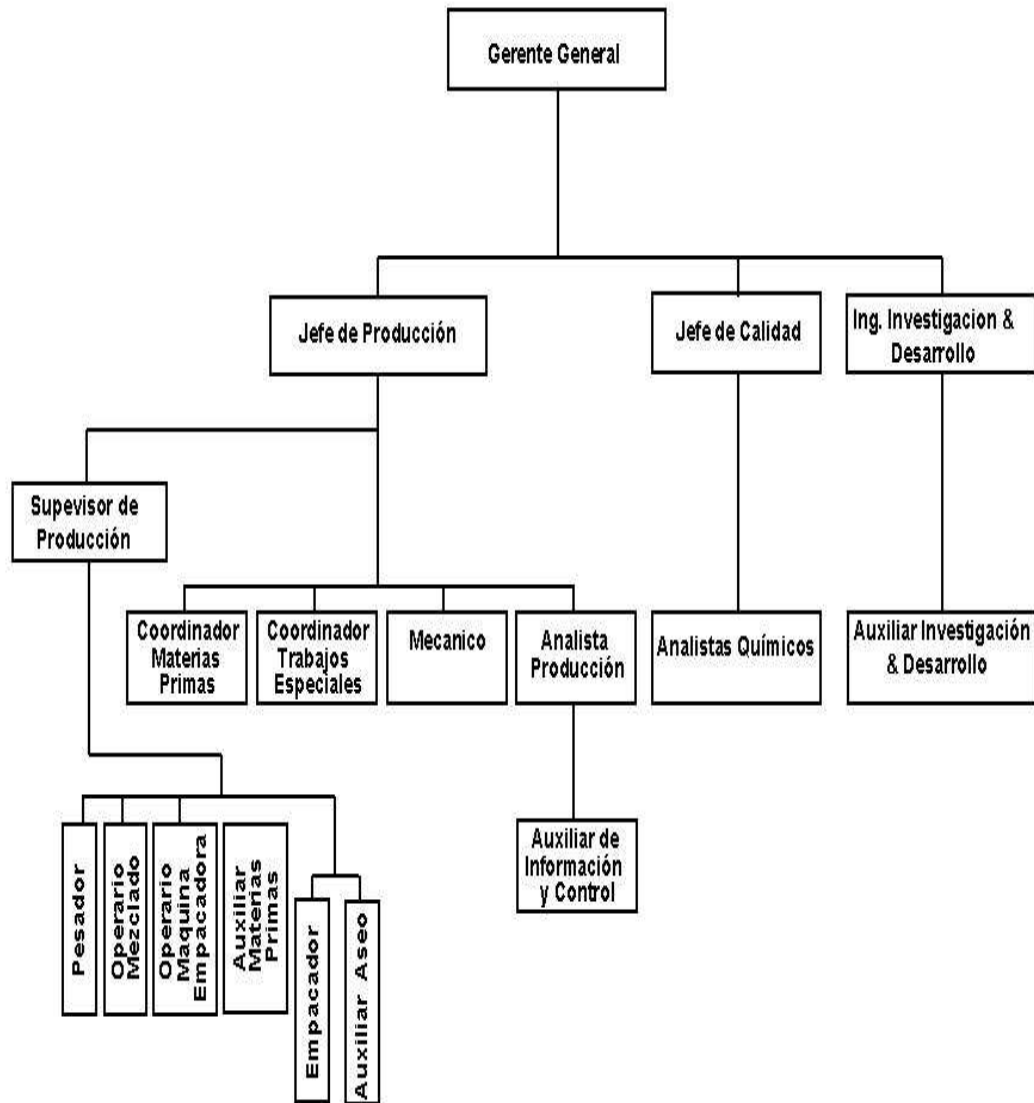 Gerente General
Jefe de Producción
Jefe de Calidad
Ing. Investigacion &
Desarrollo
Supevisor de
Producción
Coordinador
Materias
Primas
Coordinador
Trabajos
Especiales
Mecanico
Analista
Producción
Analistas Químicos
Auxiliar Investigación
& Desarrollo
Auxiliar de
Información
y Control
Pesador
Operario
Mezclado
Operario
Maquina
Empacadora
Auxiliar
Materias
Primas
Empacador
Auxiliar Aseo